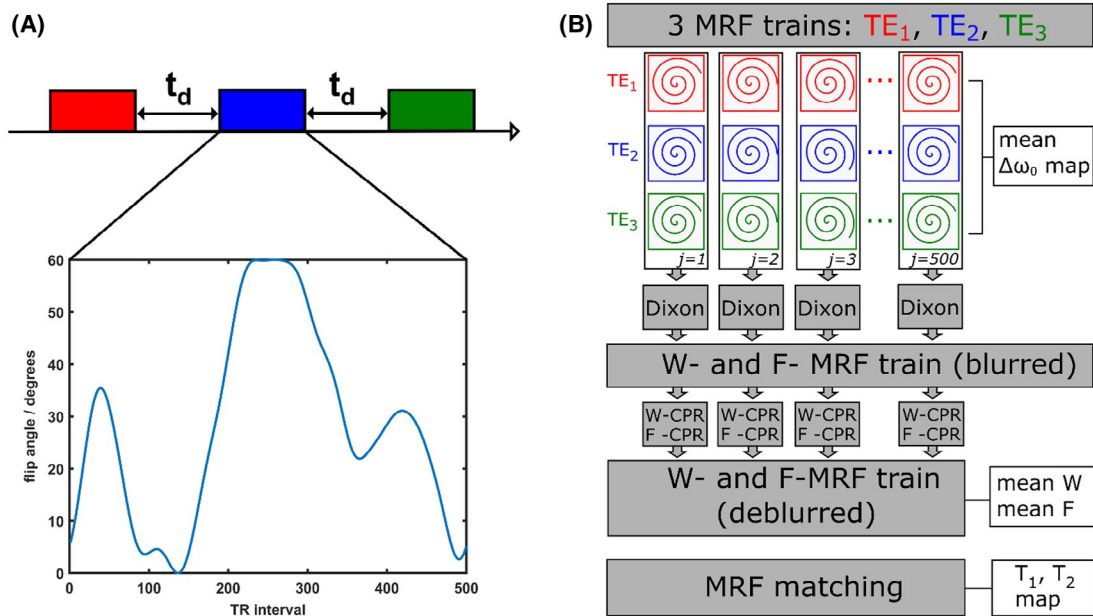 (A)
t_d
t_d
60
50
40
30
20
10
0
flip angle / degrees
0 100 200 300 400 500
TR interval
(B)
3 MRF trains: TE₁, TE₂, TE₃
TE₁
TE₂
TE₃
...
...
...
j=1 j=2 j=3 j=500
mean
Δω₀ map
Dixon Dixon Dixon Dixon
W- and F- MRF train (blurred)
W-CPR W-CPR W-CPR W-CPR
F -CPR F -CPR F -CPR F -CPR
W- and F-MRF train
(deblurred)
mean W
mean F
MRF matching
T₁, T₂
map